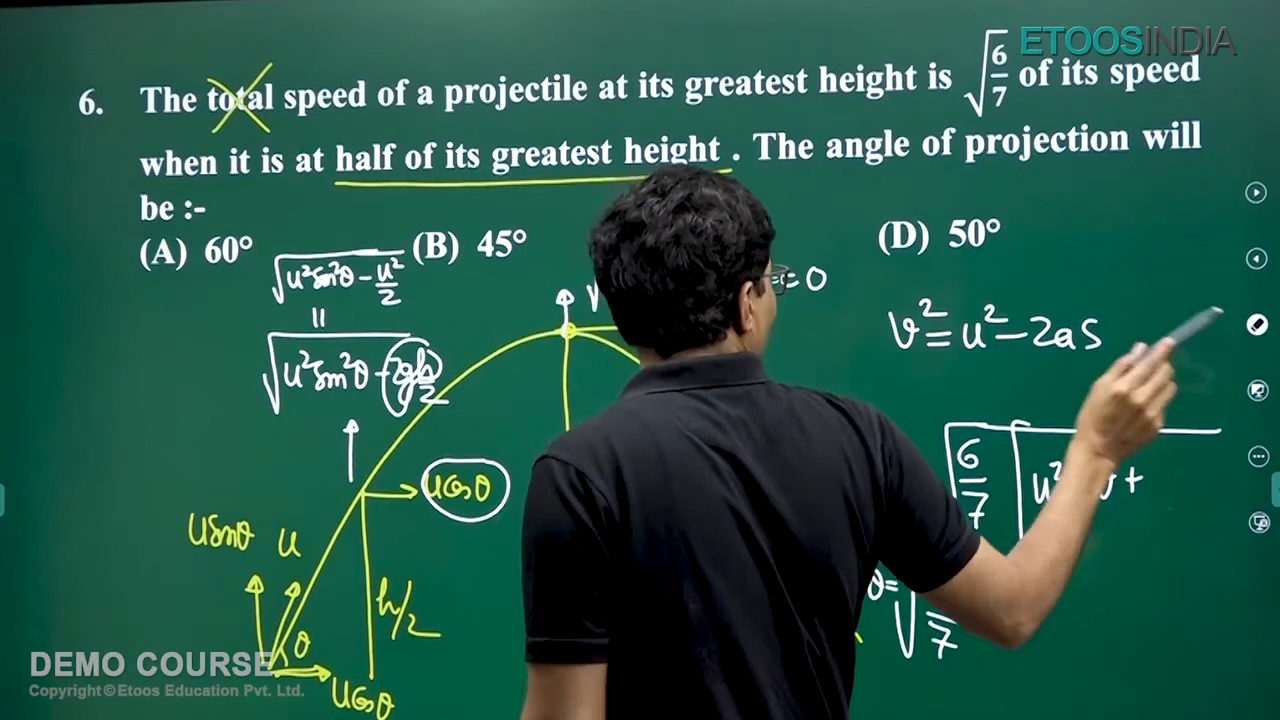 ETOOSINDIA
6. The total speed of a projectile at its greatest height is √6/7 of its speed
when it is at half of its greatest height . The angle of projection will
be :-
(A) 60° (B) 45° (D) 50°
√u²sin²θ - u²/2
=
√u²sin²θ - 2gh/2
= 0
v² = u² - 2as
6/7 u² +
ucosθ
usinθ u
h/2
θ
ucosθ
θ = √ /7
DEMO COURSE
Copyright © Etoos Education Pvt. Ltd.